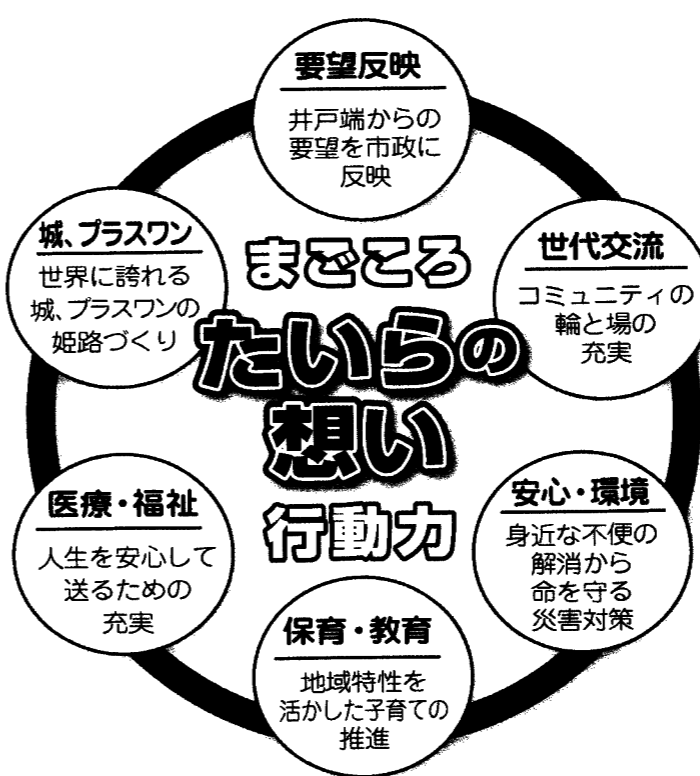 要望反映
井戸端からの
要望を市政に
反映
世代交流
コミュニティの
輪と場の
充実
安心・環境
身近な不便の
解消から
命を守る
災害対策
保育・教育
地域特性を
活かした子育ての
推進
医療・福祉
人生を安心して
送るための
充実
城、プラスワン
世界に誇れる
城、プラスワンの
姫路づくり
まごころ
たいらの
想い
行動力